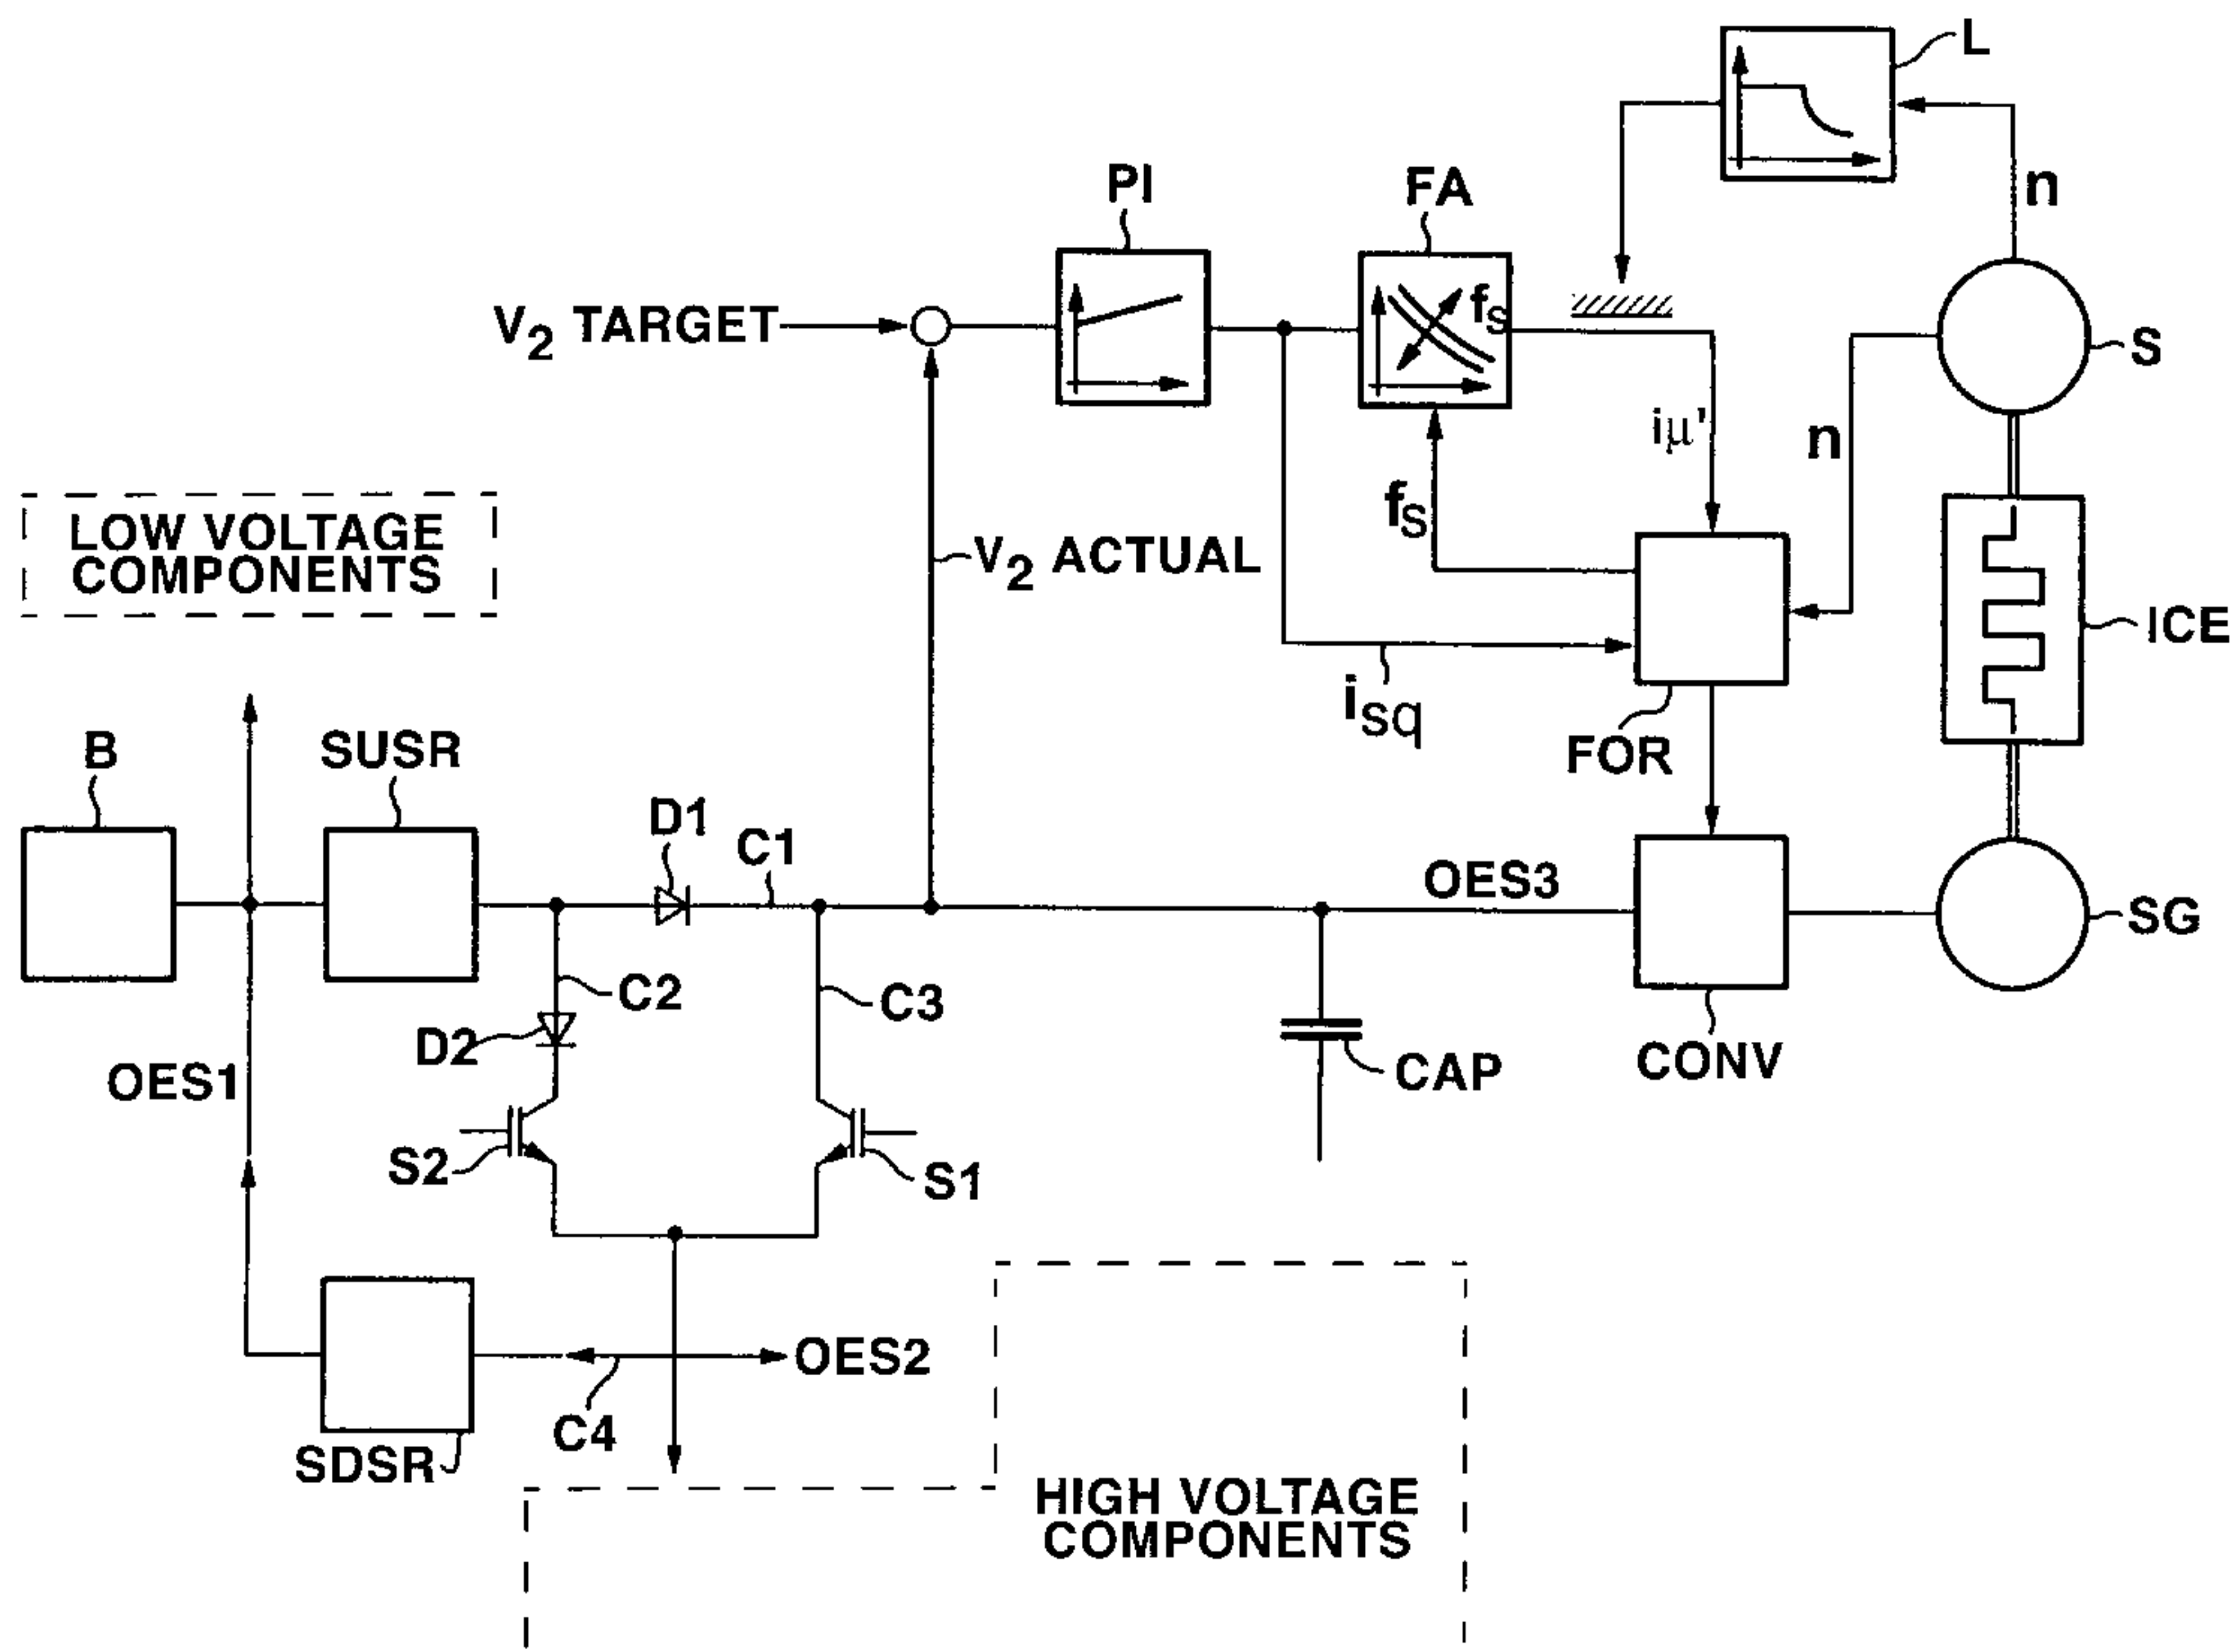 L
n
PI
FA
fS
V2 TARGET
S
iμ'
n
fS
LOW VOLTAGE
COMPONENTS
V2 ACTUAL
ICE
isq
FOR
B
SUSR
D1
C1
OES3
SG
C2
C3
D2
CONV
CAP
OES1
S2
S1
OES2
C4
SDSR
HIGH VOLTAGE
COMPONENTS